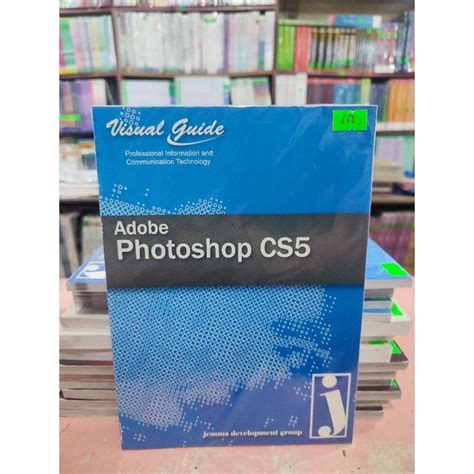 Visual Guide
Professional Information and
Communication Technology
Adobe
Photoshop CS5
j
jemma development group